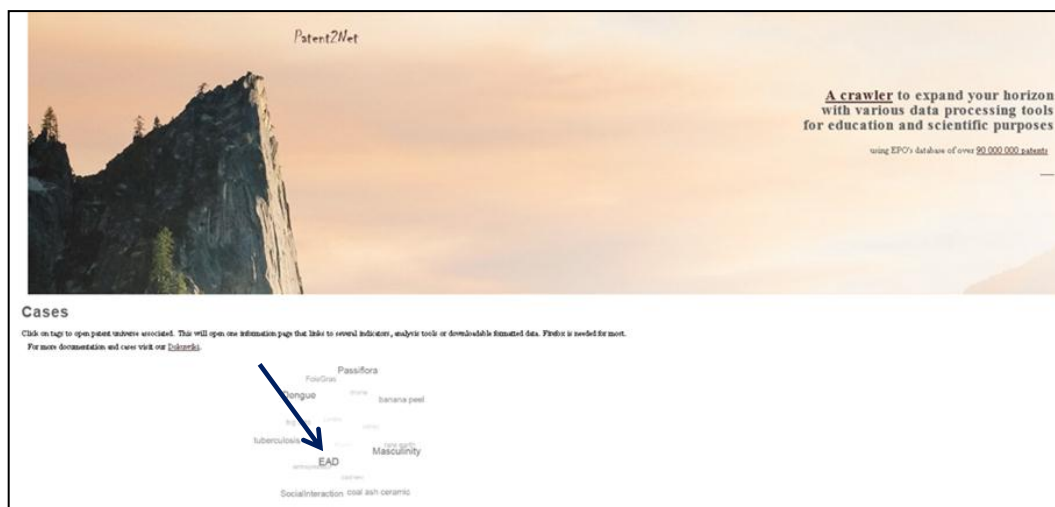 Patent2Net
A crawler to expand your horizon
with various data processing tools
for education and scientific purposes
using EPO's database of over 90 000 000 patents
Cases
Click on tags to open patent universe associated. This will open one information page that links to several indicators, analysis tools or downloadable formatted data. Firefox is needed for most.
For more documentation and cases visit our Dokuwiki.
Passiflora
FoieGras
Dengue
banana peel
tuberculosis
rare earth
Masculinity
EAD
SocialInteraction coal ash ceramic